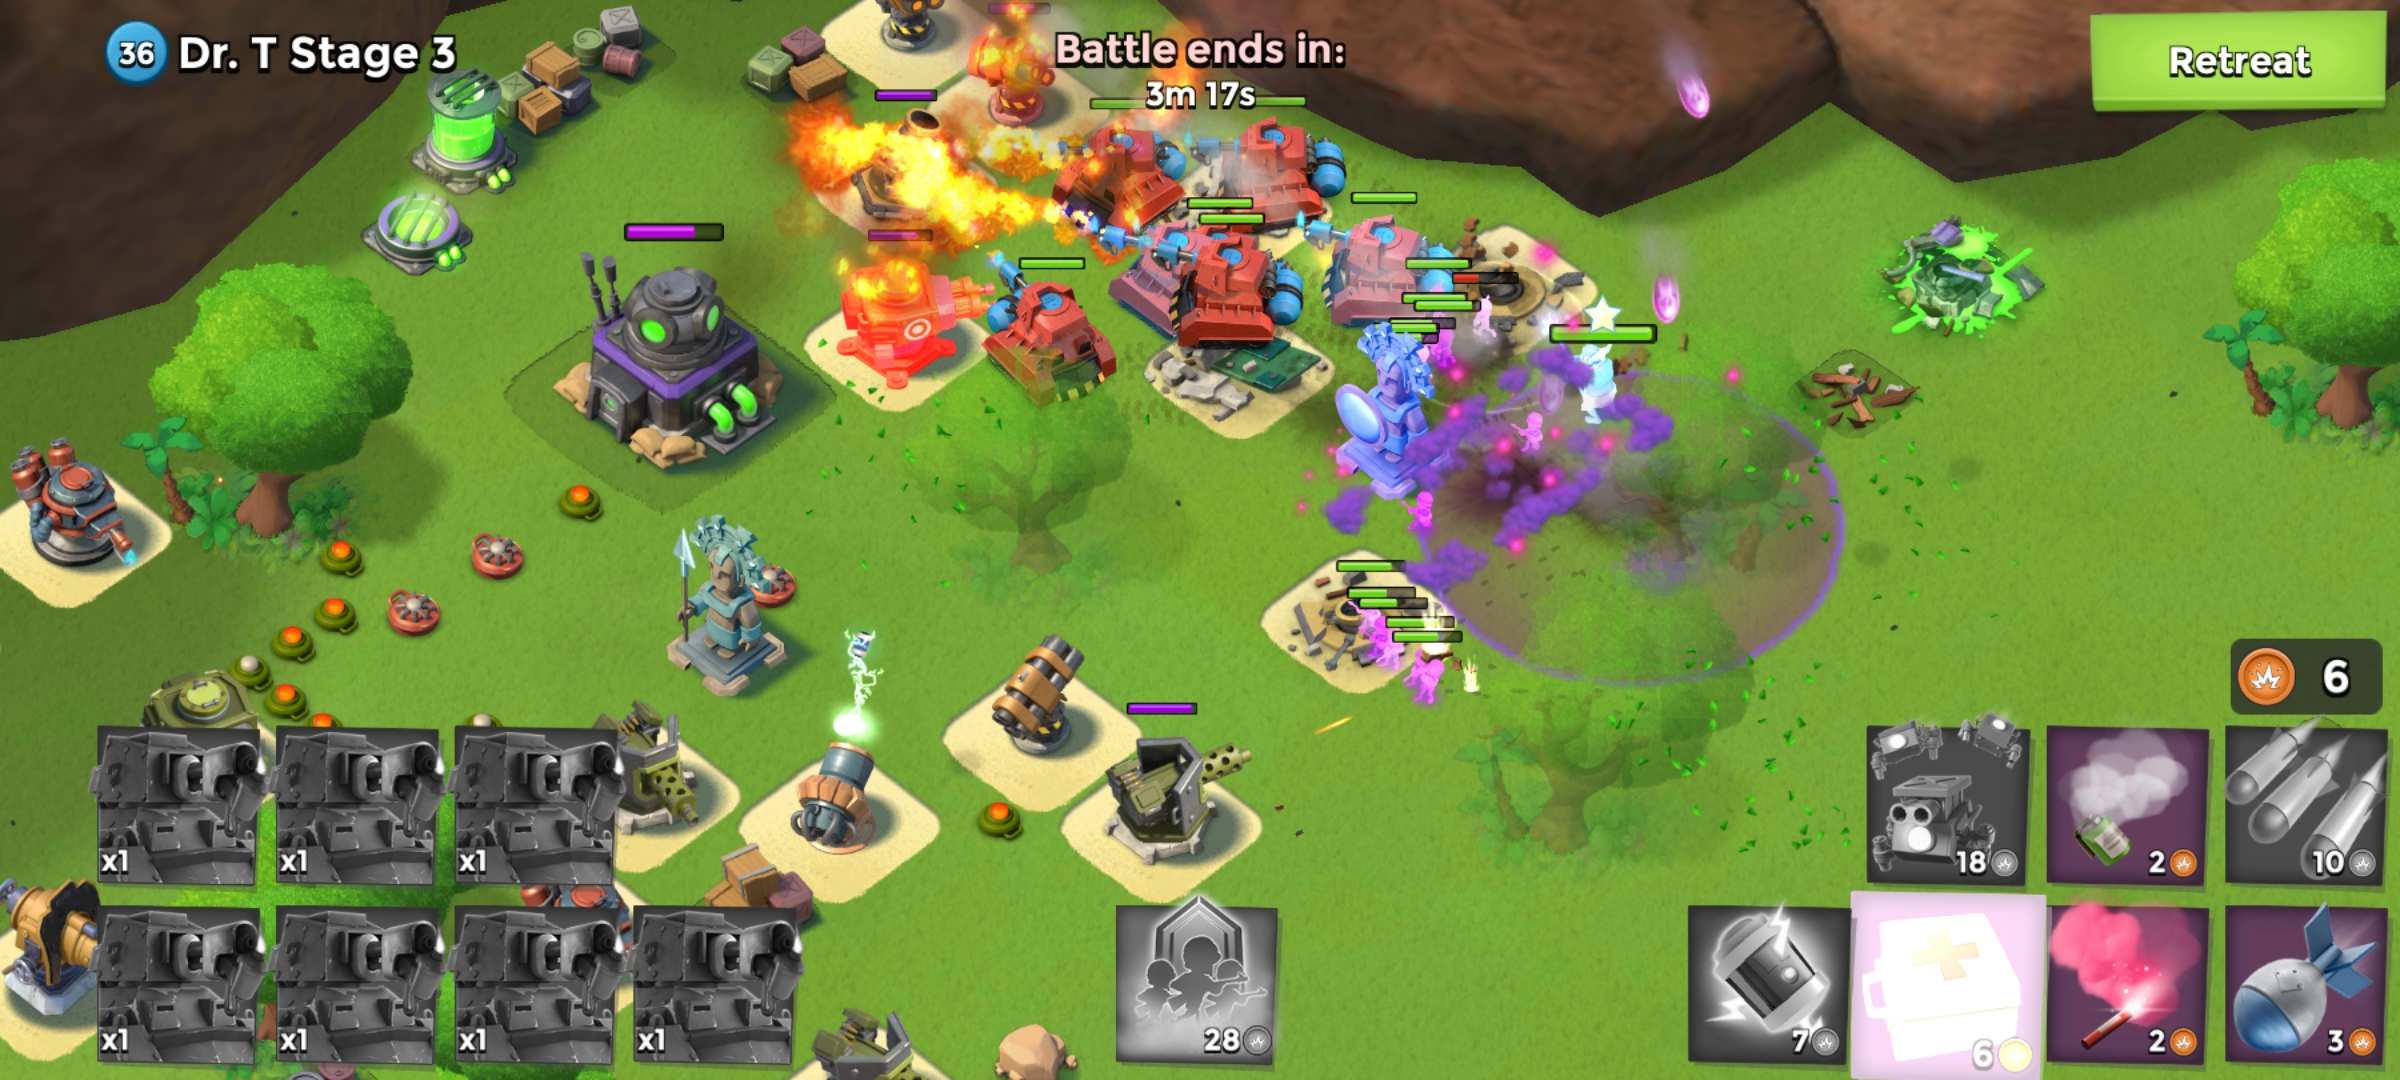 36 Dr. T Stage 3
Battle ends in:
3m 17s
Retreat
6
x1
x1
x1
18
2
10
x1
x1
x1
x1
28
7
6
2
3